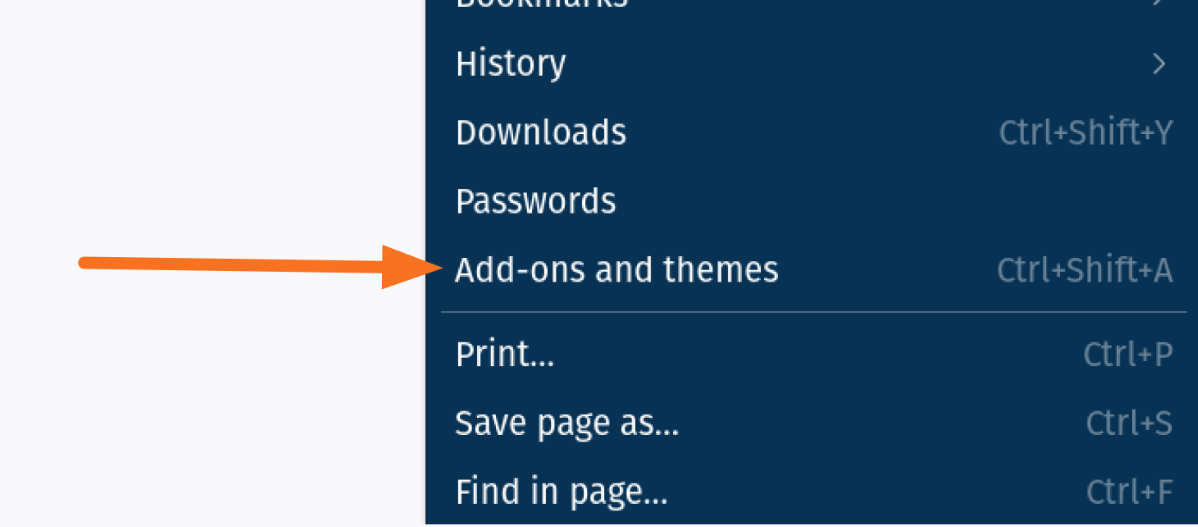 Bookmarks
History
Downloads Ctrl+Shift+Y
Passwords
Add-ons and themes Ctrl+Shift+A
Print... Ctrl+P
Save page as... Ctrl+S
Find in page... Ctrl+F